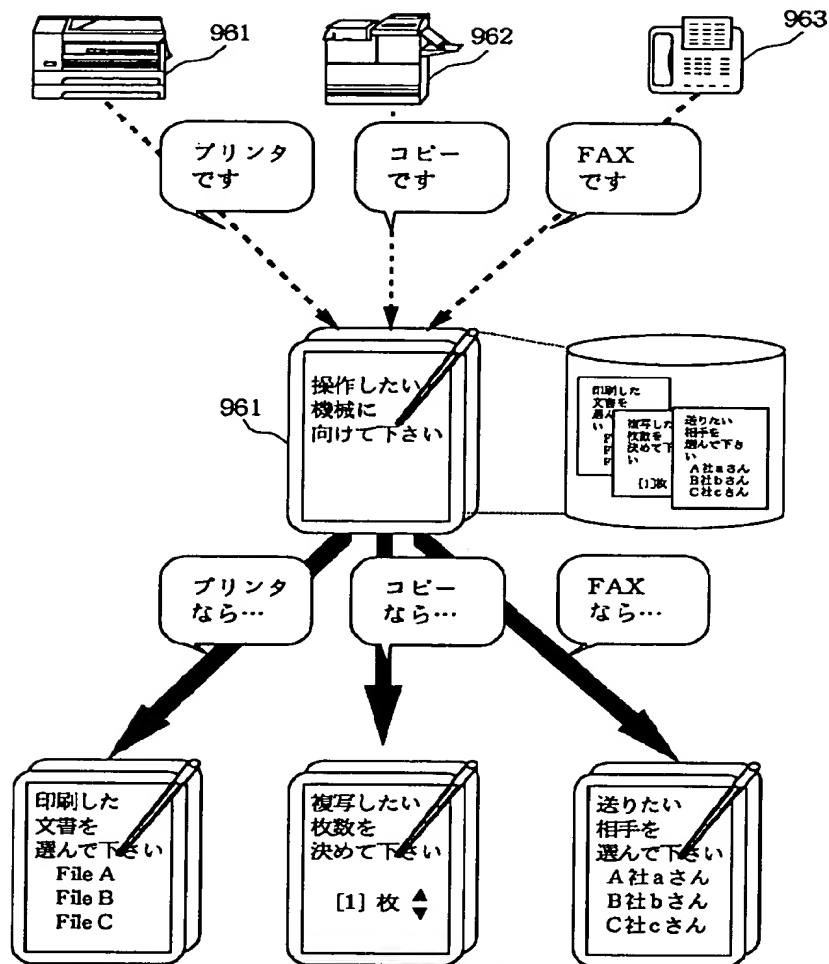 961
962
963
プリンタ
です
コピー
です
FAX
です
961
操作したい
機械に
向けて下さい
印刷した
文書を
選ん
い
複写した
枚数を
決めて下
い
[1]枚
送りたい
相手を
選んで下さ
い
A社aさん
B社bさん
C社cさん
プリンタ
なら…
コピー
なら…
FAX
なら…
印刷した
文書を
選んで下さい
File A
File B
File C
複写したい
枚数を
決めて下さい
[1] 枚
送りたい
相手を
選んで下さい
A社aさん
B社bさん
C社cさん